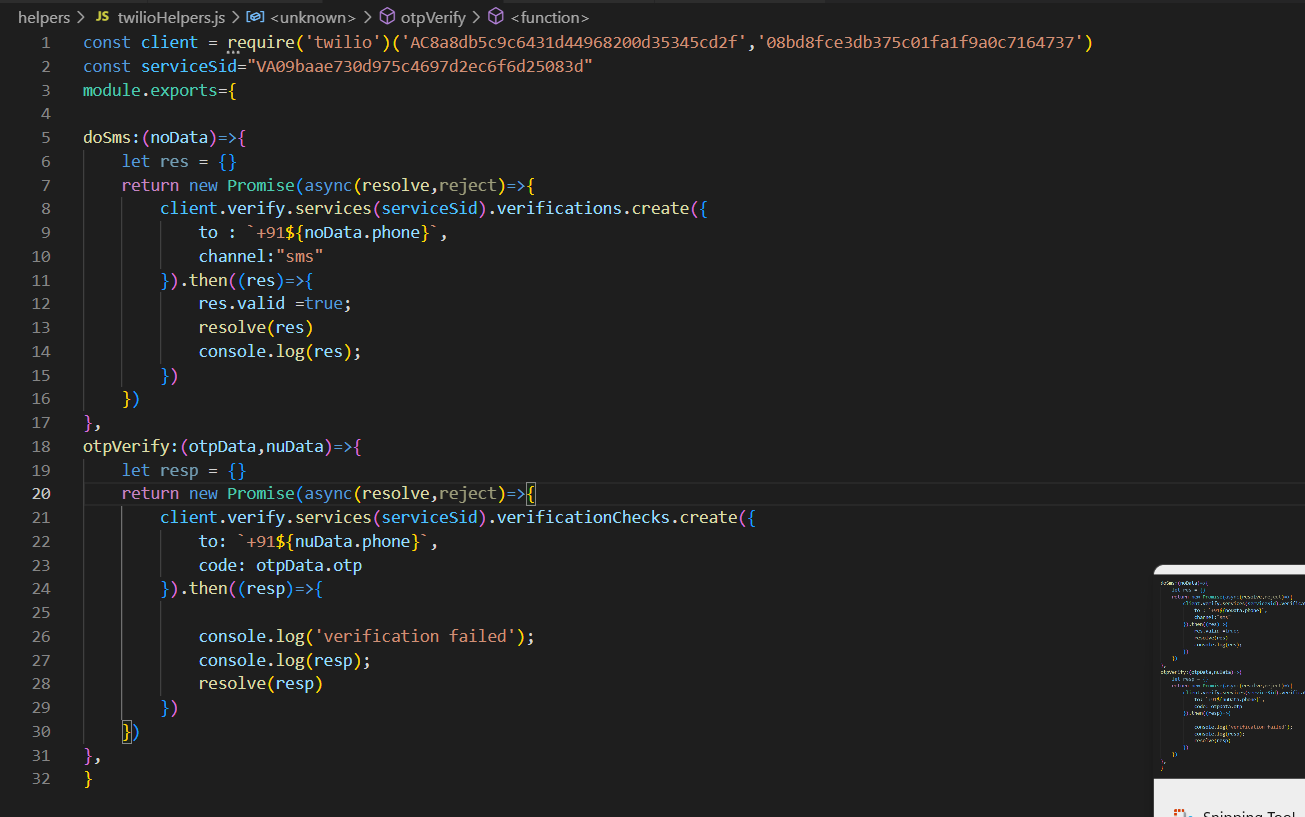 helpers > JS twilioHelpers.js > <unknown> > otpVerify > <function>
1 const client = require('twilio')('AC8a8db5c9c6431d44968200d35345cd2f','08bd8fce3db375c01fa1f9a0c7164737')
2 const serviceSid="VA09baae730d975c4697d2ec6f6d25083d"
3 module.exports={
4
5 doSms:(noData)=>{
6 let res = {}
7 return new Promise(async(resolve,reject)=>{
8 client.verify.services(serviceSid).verifications.create({
9 to : `+91${noData.phone}`,
10 channel:"sms"
11 }).then((res)=>{
12 res.valid =true;
13 resolve(res)
14 console.log(res);
15 })
16 })
17 },
18 otpVerify:(otpData,nuData)=>{
19 let resp = {}
20 return new Promise(async(resolve,reject)=>{
21 client.verify.services(serviceSid).verificationChecks.create({
22 to: `+91${nuData.phone}`,
23 code: otpData.otp
24 }).then((resp)=>{
25
26 console.log('verification failed');
27 console.log(resp);
28 resolve(resp)
29 })
30 })
31 },
32 }
Snipping Tool